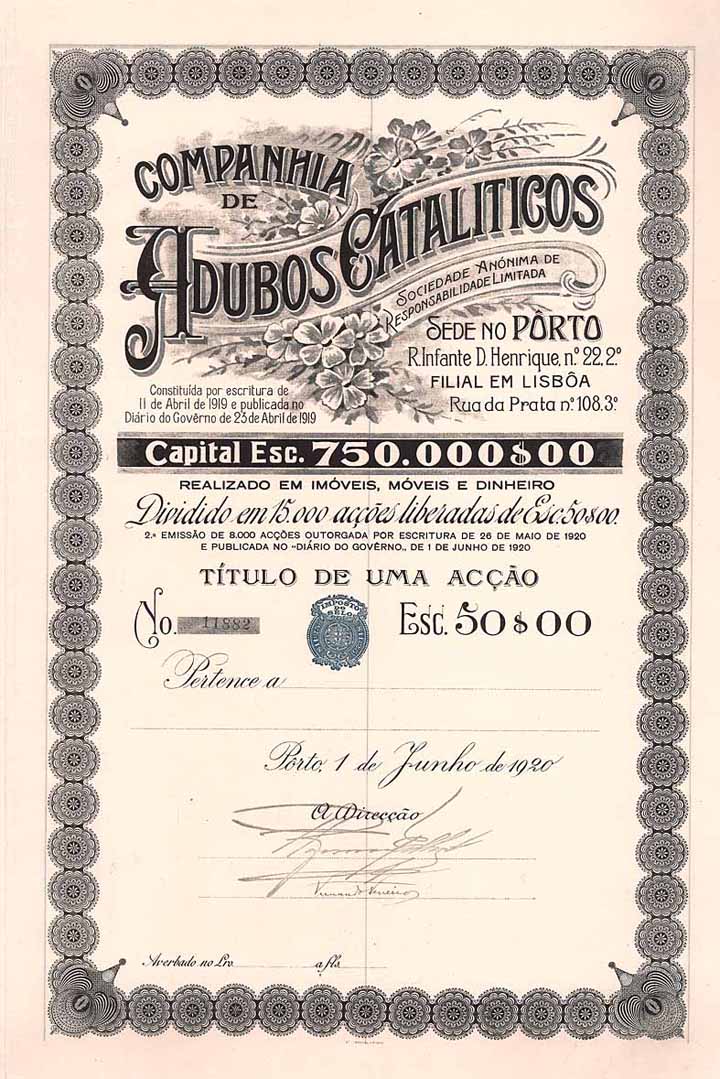 COMPANHIA
DE
ADUBOS CATALITICOS
SOCIEDADE ANÓNIMA DE
RESPONSABILIDADE LIMITADA
SEDE NO PÔRTO
R. Infante D. Henrique, n.º 22, 2.º
FILIAL EM LISBÔA
Rua da Prata n.º 108. 3.º
Constituída por escritura de
11 de Abril de 1919 e publicada no
Diário do Govêrno de 23 de Abril de 1919
Capital Esc. 750.000$00
REALIZADO EM IMÓVEIS, MÓVEIS E DINHEIRO
Dividido em 15.000 acções liberadas de Esc. 50$00.
2.ª EMISSÃO DE 8.000 ACÇÕES OUTORGADA POR ESCRITURA DE 26 DE MAIO DE 1920
E PUBLICADA NO «DIÁRIO DO GOVÊRNO», DE 1 DE JUNHO DE 1920
TÍTULO DE UMA ACÇÃO
No. 11882
IMPOSTO
DO
SÊLO
Esc. 50$00
Pertence a
Pôrto, 1 de Junho de 1920
A Direcção
Averbado no Lro. a fls.